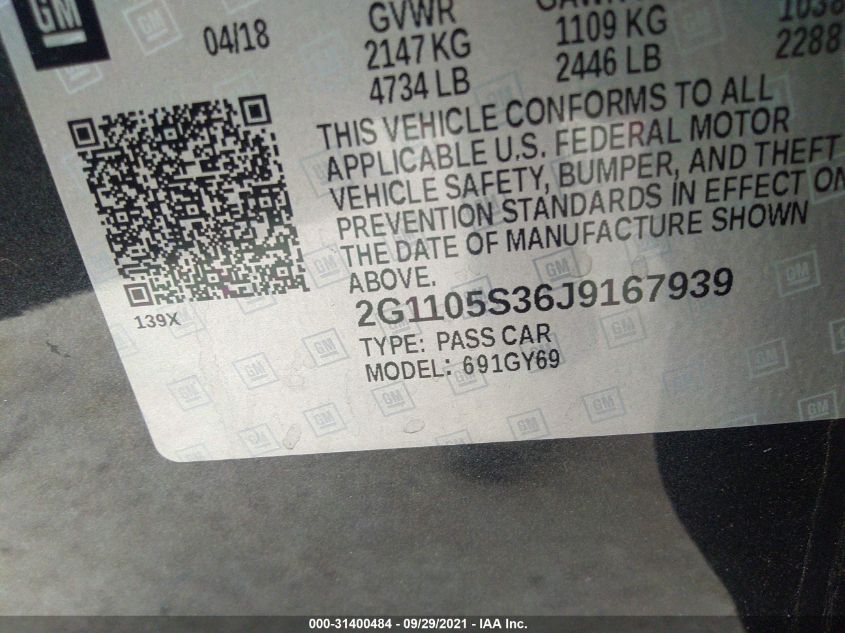 GM
04/18
GVWR
2147 KG
4734 LB
1109 KG
2446 LB
2288
THIS VEHICLE CONFORMS TO ALL
APPLICABLE U.S. FEDERAL MOTOR
VEHICLE SAFETY, BUMPER, AND THEFT
PREVENTION STANDARDS IN EFFECT ON
THE DATE OF MANUFACTURE SHOWN
ABOVE.
139X
2G1105S36J9167939
TYPE: PASS CAR
MODEL: 691GY69
000-31400484 - 09/29/2021 - IAA Inc.